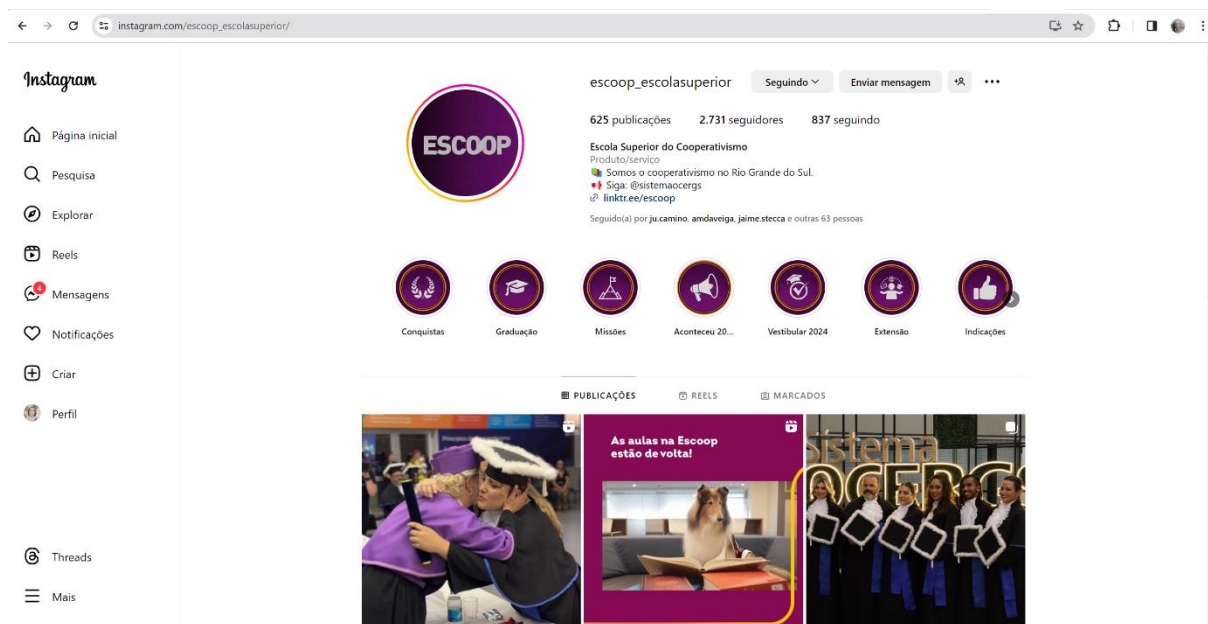 instagram.com/escoop_escolasuperior/
Instagram
Página inicial
Pesquisa
Explorar
Reels
4
Mensagens
Notificações
Criar
Perfil
Threads
Mais
ESCOOP
escoop_escolasuperior Seguindo Enviar mensagem
625 publicações 2.731 seguidores 837 seguindo
Escola Superior do Cooperativismo
Produto/serviço
Somos o cooperativismo no Rio Grande do Sul.
Siga: @sistemaocergs
linktr.ee/escoop
Seguido(a) por ju.camino, amdaveiga, jaime.stecca e outras 63 pessoas
Conquistas Graduação Missões Aconteceu 20... Vestibular 2024 Extensão Indicações
PUBLICAÇÕES REELS MARCADOS
As aulas na Escoop
estão de volta!
sistema
OCERGS